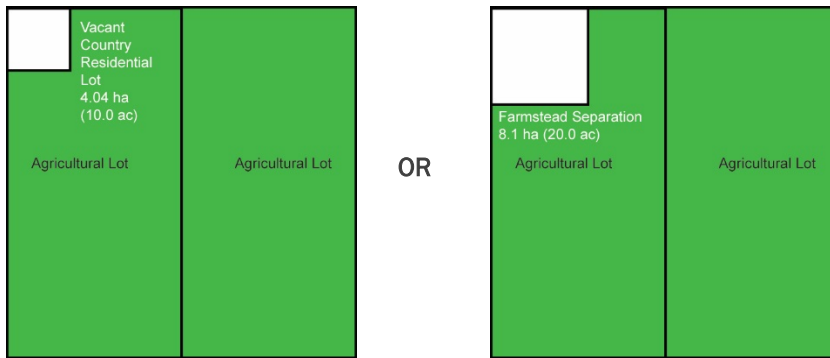 Vacant
Country
Residential
Lot
4.04 ha
(10.0 ac)
Agricultural Lot
Agricultural Lot
OR
Farmstead Separation
8.1 ha (20.0 ac)
Agricultural Lot
Agricultural Lot